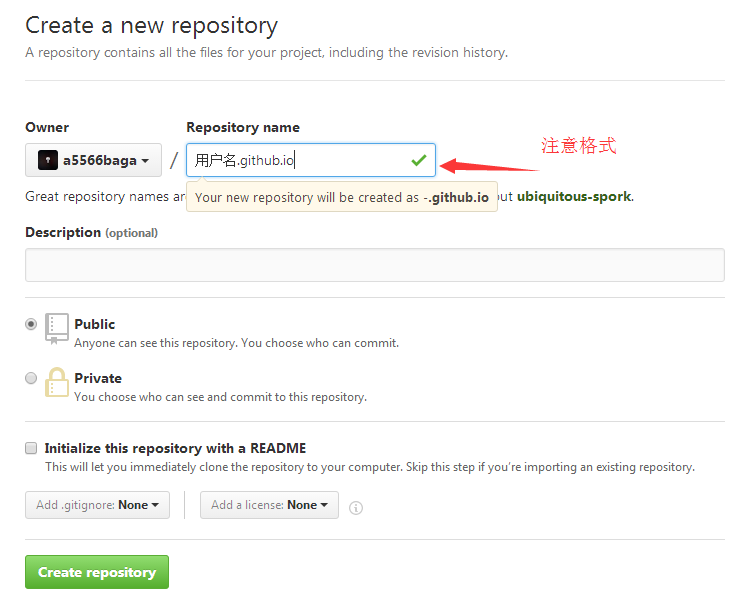 Create a new repository
A repository contains all the files for your project, including the revision history.
Owner
Repository name
a5566baga / 用户名.github.io
注意格式
Great repository names ar
Your new repository will be created as -.github.io
out ubiquitous-spork.
Description (optional)
Public
Anyone can see this repository. You choose who can commit.
Private
You choose who can see and commit to this repository.
Initialize this repository with a README
This will let you immediately clone the repository to your computer. Skip this step if you're importing an existing repository.
Add .gitignore: None
Add a license: None
Create repository